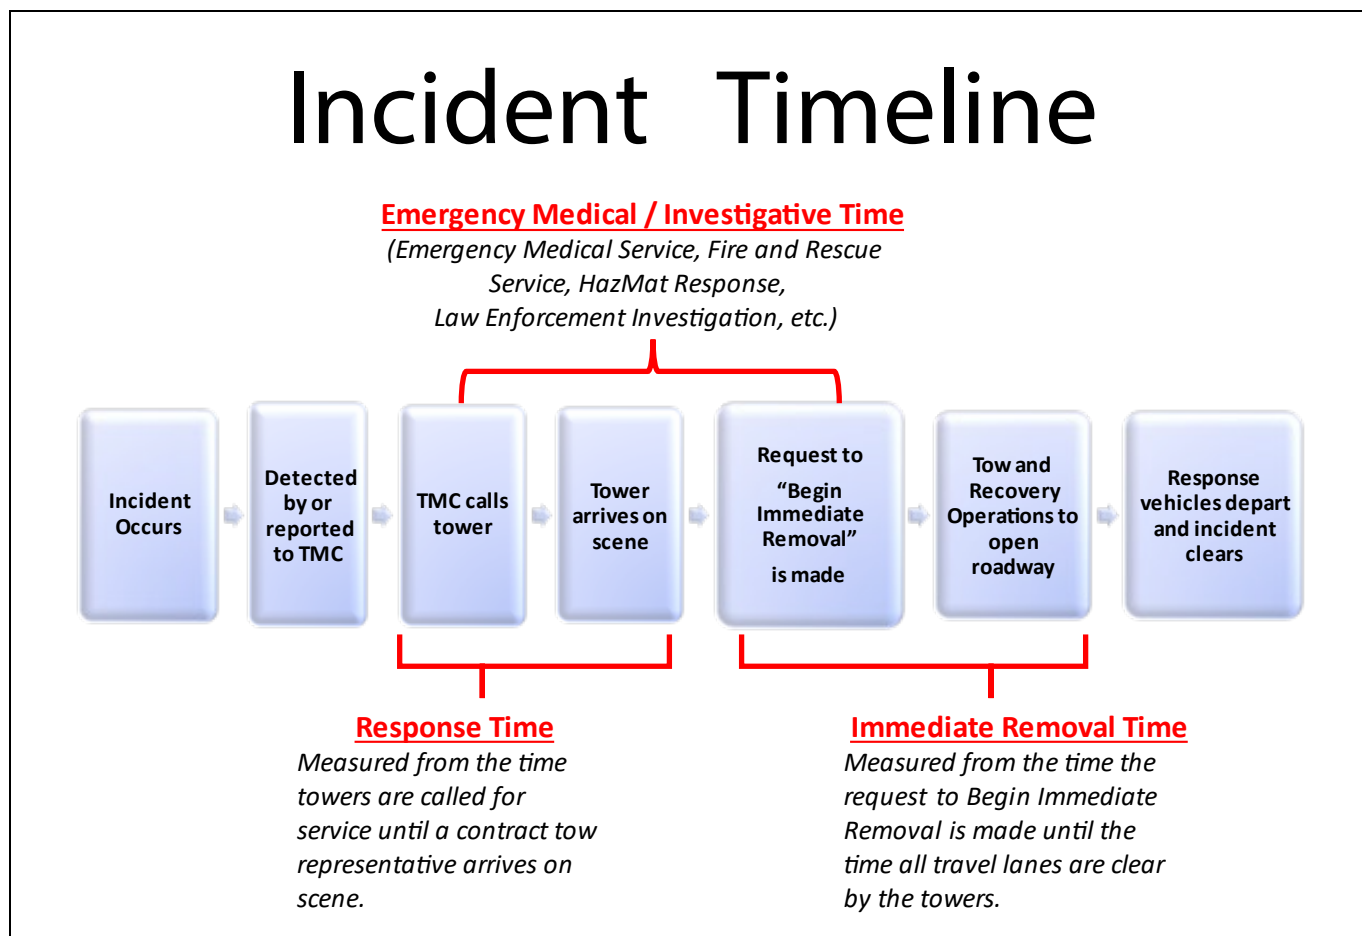 Incident Timeline
Emergency Medical / Investigative Time
(Emergency Medical Service, Fire and Rescue
Service, HazMat Response,
Law Enforcement Investigation, etc.)
Incident
Occurs
Detected
by or
reported
to TMC
TMC calls
tower
Tower
arrives on
scene
Request to
“Begin
Immediate
Removal”
is made
Tow and
Recovery
Operations to
open
roadway
Response
vehicles depart
and incident
clears
Response Time
Measured from the time
towers are called for
service until a contract tow
representative arrives on
scene.
Immediate Removal Time
Measured from the time the
request to Begin Immediate
Removal is made until the
time all travel lanes are clear
by the towers.